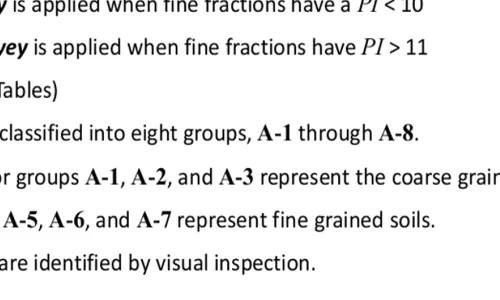 y is applied when fine fractions have a PI < 10
yey is applied when fine fractions have PI > 11
Tables)
classified into eight groups, A-1 through A-8.
or groups A-1, A-2, and A-3 represent the coarse grain
A-5, A-6, and A-7 represent fine grained soils.
are identified by visual inspection.